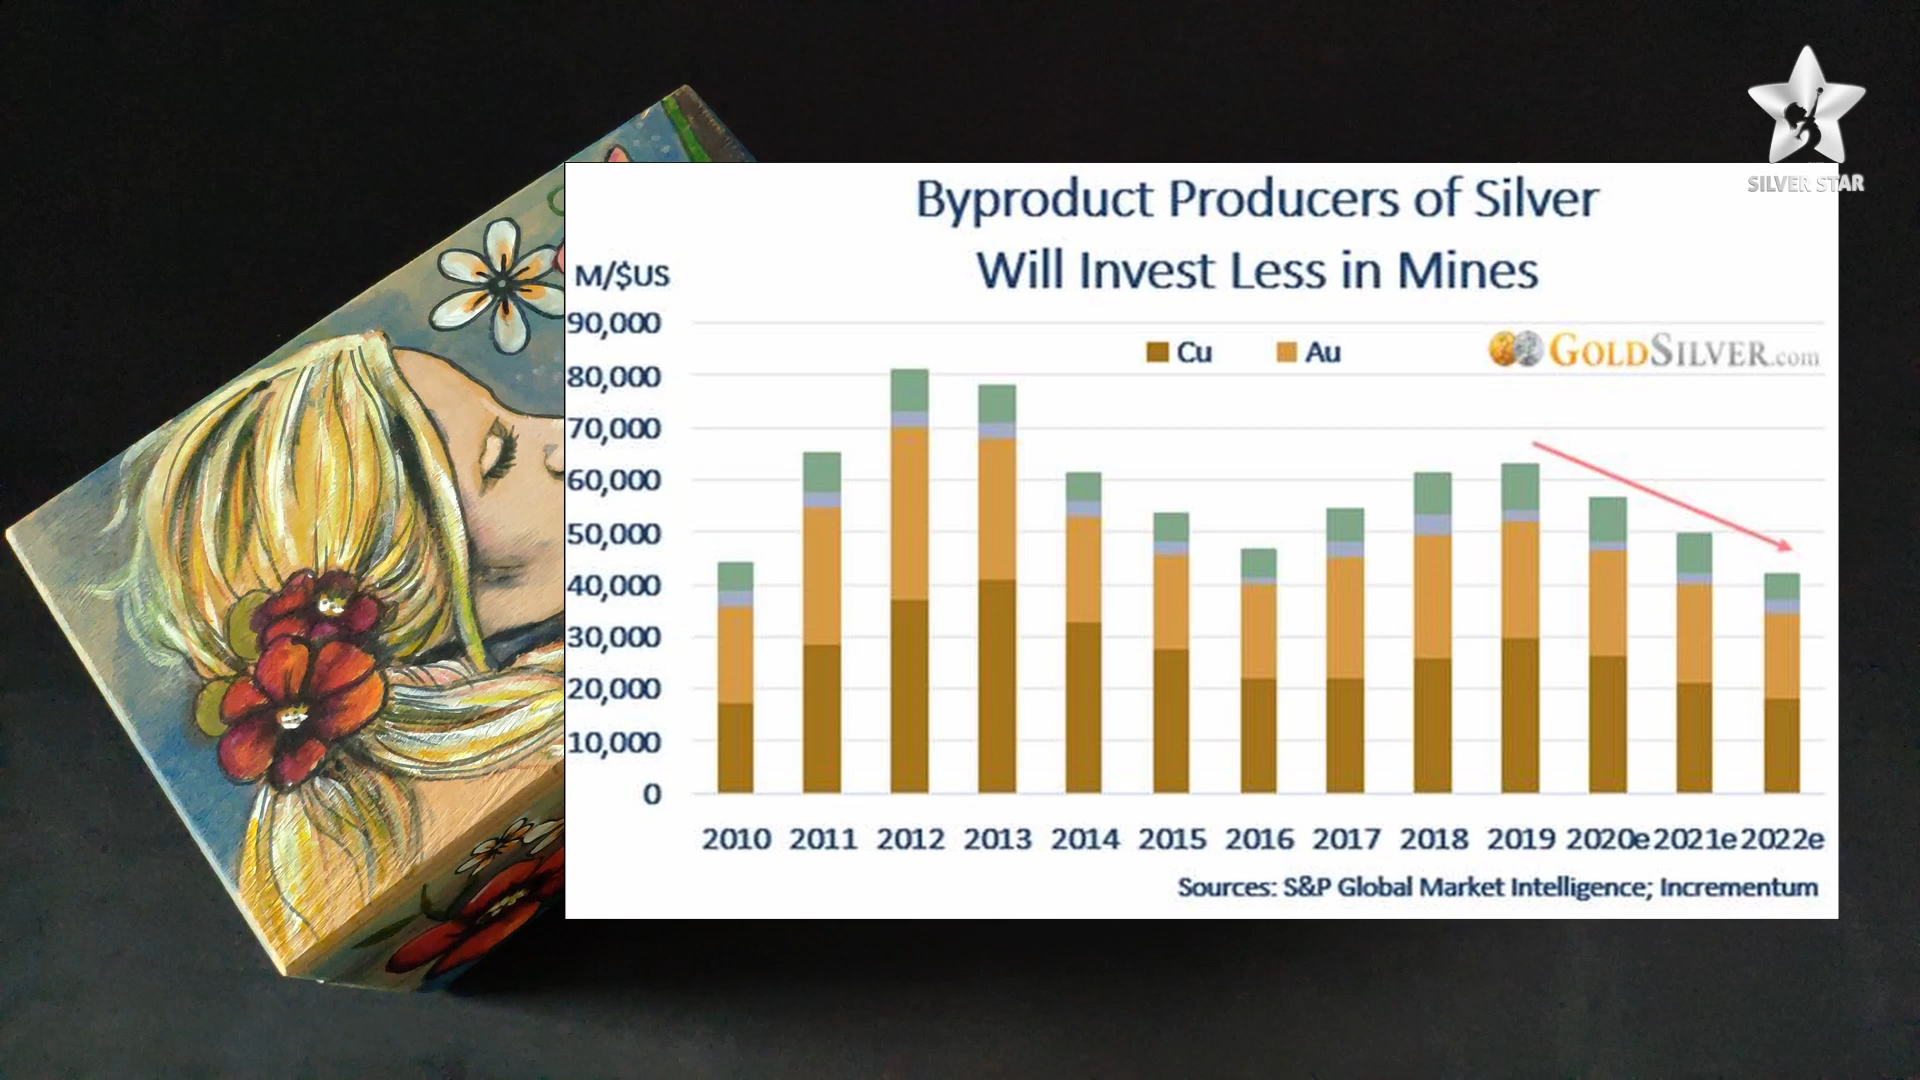 SILVER STAR
Byproduct Producers of Silver
Will Invest Less in Mines
M/$US
90,000
80,000
70,000
60,000
50,000
40,000
30,000
20,000
10,000
0
Cu
Au
GOLDSILVER.com
2010 2011 2012 2013 2014 2015 2016 2017 2018 2019 2020e 2021e 2022e
Sources: S&P Global Market Intelligence; Incrementum